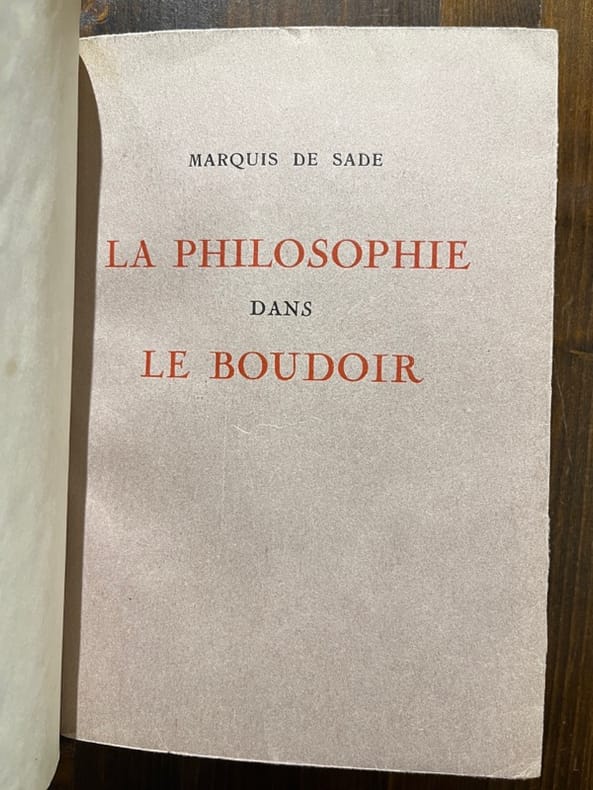 MARQUIS DE SADE
LA PHILOSOPHIE
DANS
LE BOUDOIR